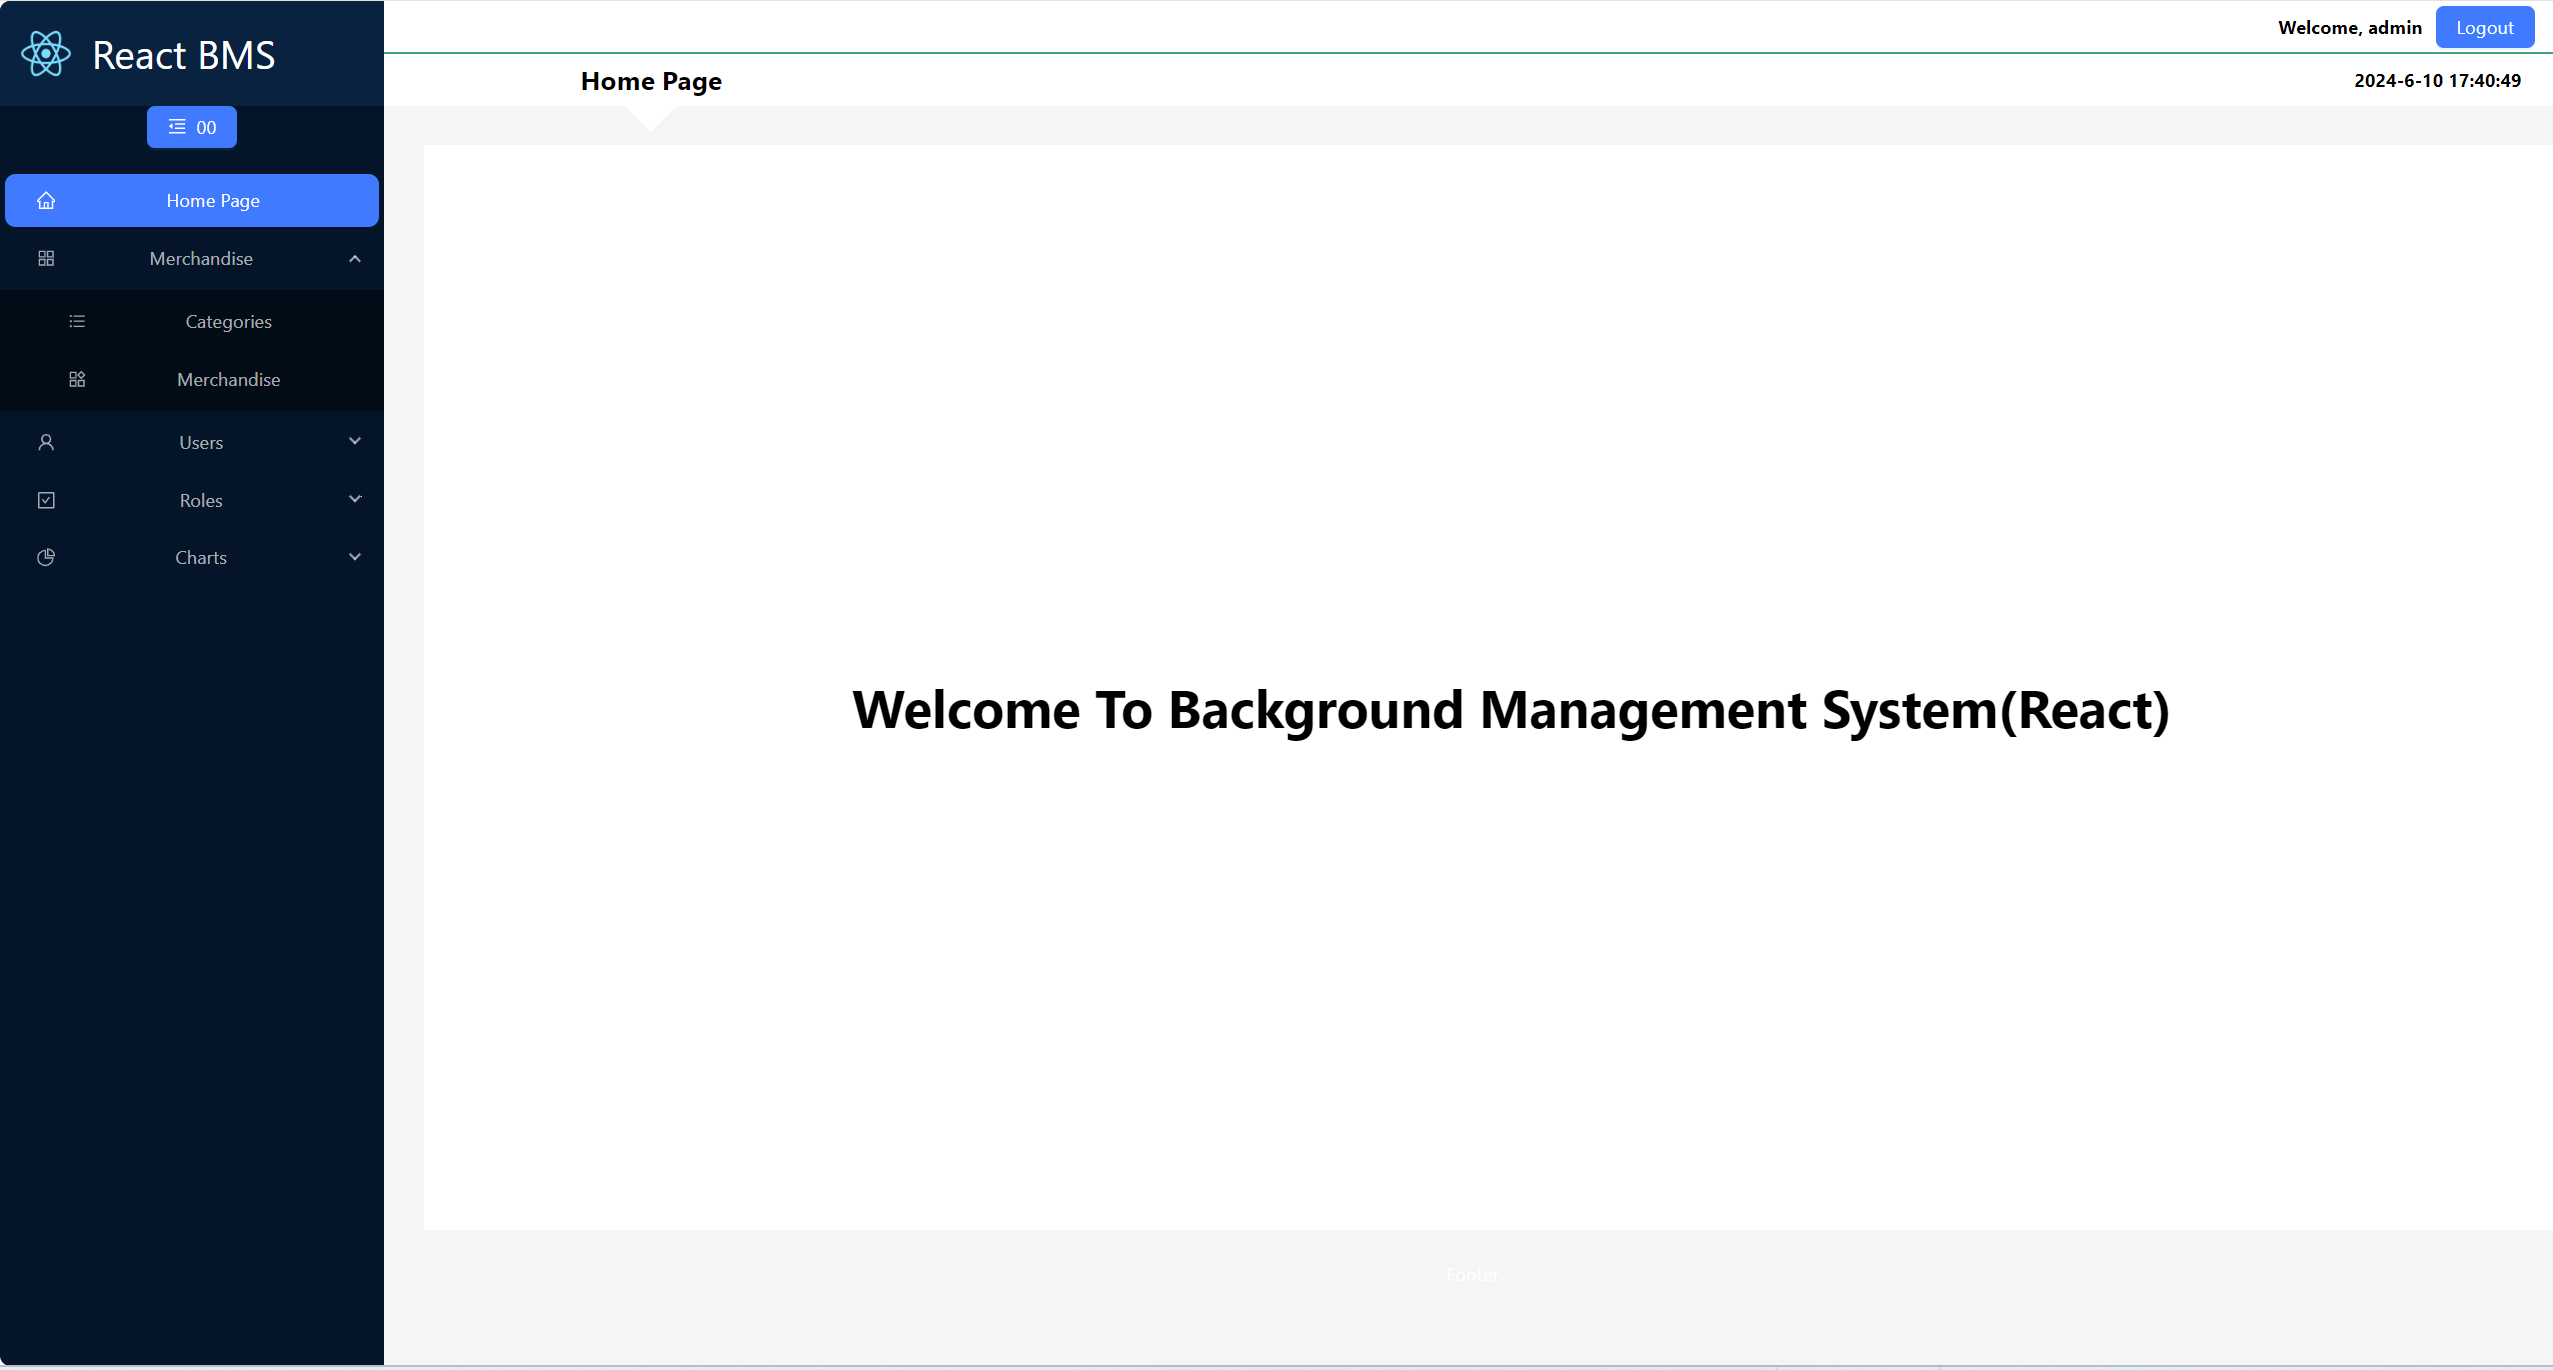 React BMS
Welcome, admin
Logout
Home Page
2024-6-10 17:40:49
00
Home Page
Merchandise
Categories
Merchandise
Users
Roles
Charts
Welcome To Background Management System(React)
Footer